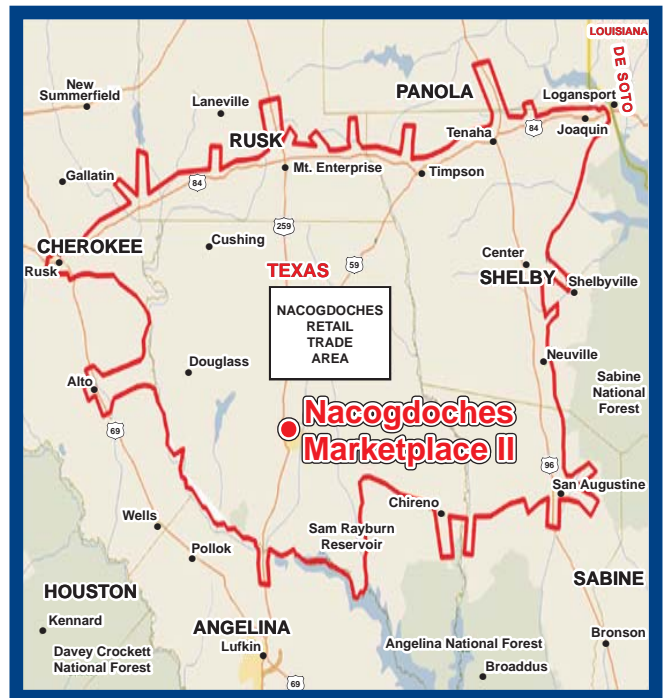 LOUISIANA
DE SOTO
PANOLA
New
Summerfield
Laneville
Logansport
RUSK
Tenaha
84
Joaquin
Mt. Enterprise
Timpson
Gallatin
84
259
CHEROKEE
Cushing
Center
Rusk
TEXAS
59
SHELBY
Shelbyville
NACOGDOCHES
RETAIL
TRADE
AREA
Douglass
Neuville
Alto
Sabine
National
Forest
Nacogdoches
Marketplace II
69
96
San Augustine
Chireno
Wells
Sam Rayburn
Reservoir
Pollok
SABINE
HOUSTON
Kennard
ANGELINA
Bronson
Lufkin
Angelina National Forest
Davey Crockett
National Forest
Broaddus
69